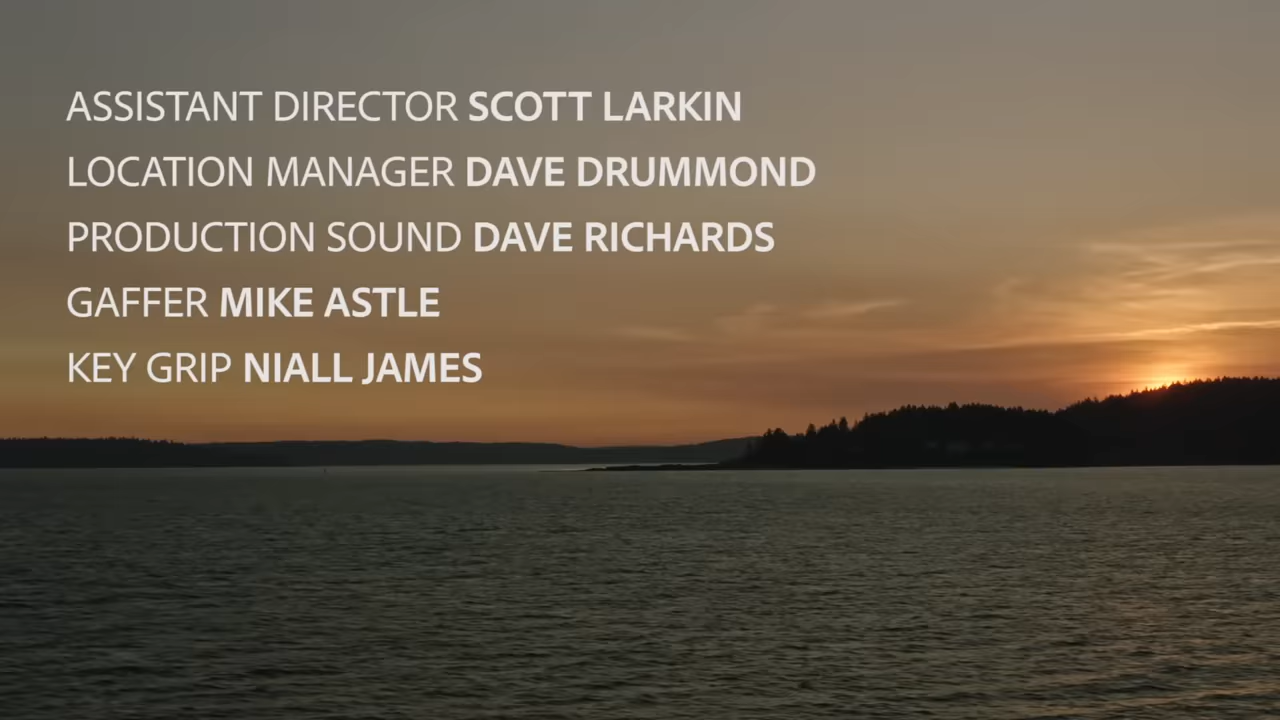 ASSISTANT DIRECTOR SCOTT LARKIN
LOCATION MANAGER DAVE DRUMMOND
PRODUCTION SOUND DAVE RICHARDS
GAFFER MIKE ASTLE
KEY GRIP NIALL JAMES